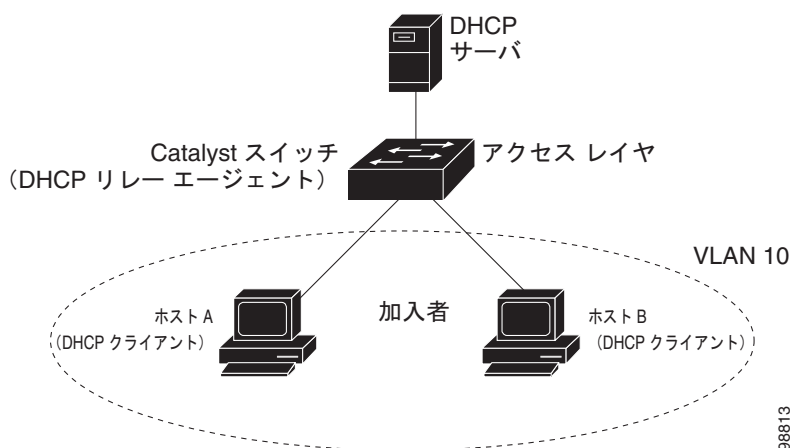 DHCP
サーバ
Catalyst スイッチ
(DHCP リレー エージェント)
アクセス レイヤ
VLAN 10
ホスト A
(DHCP クライアント)
加入者
ホスト B
(DHCP クライアント)
98813